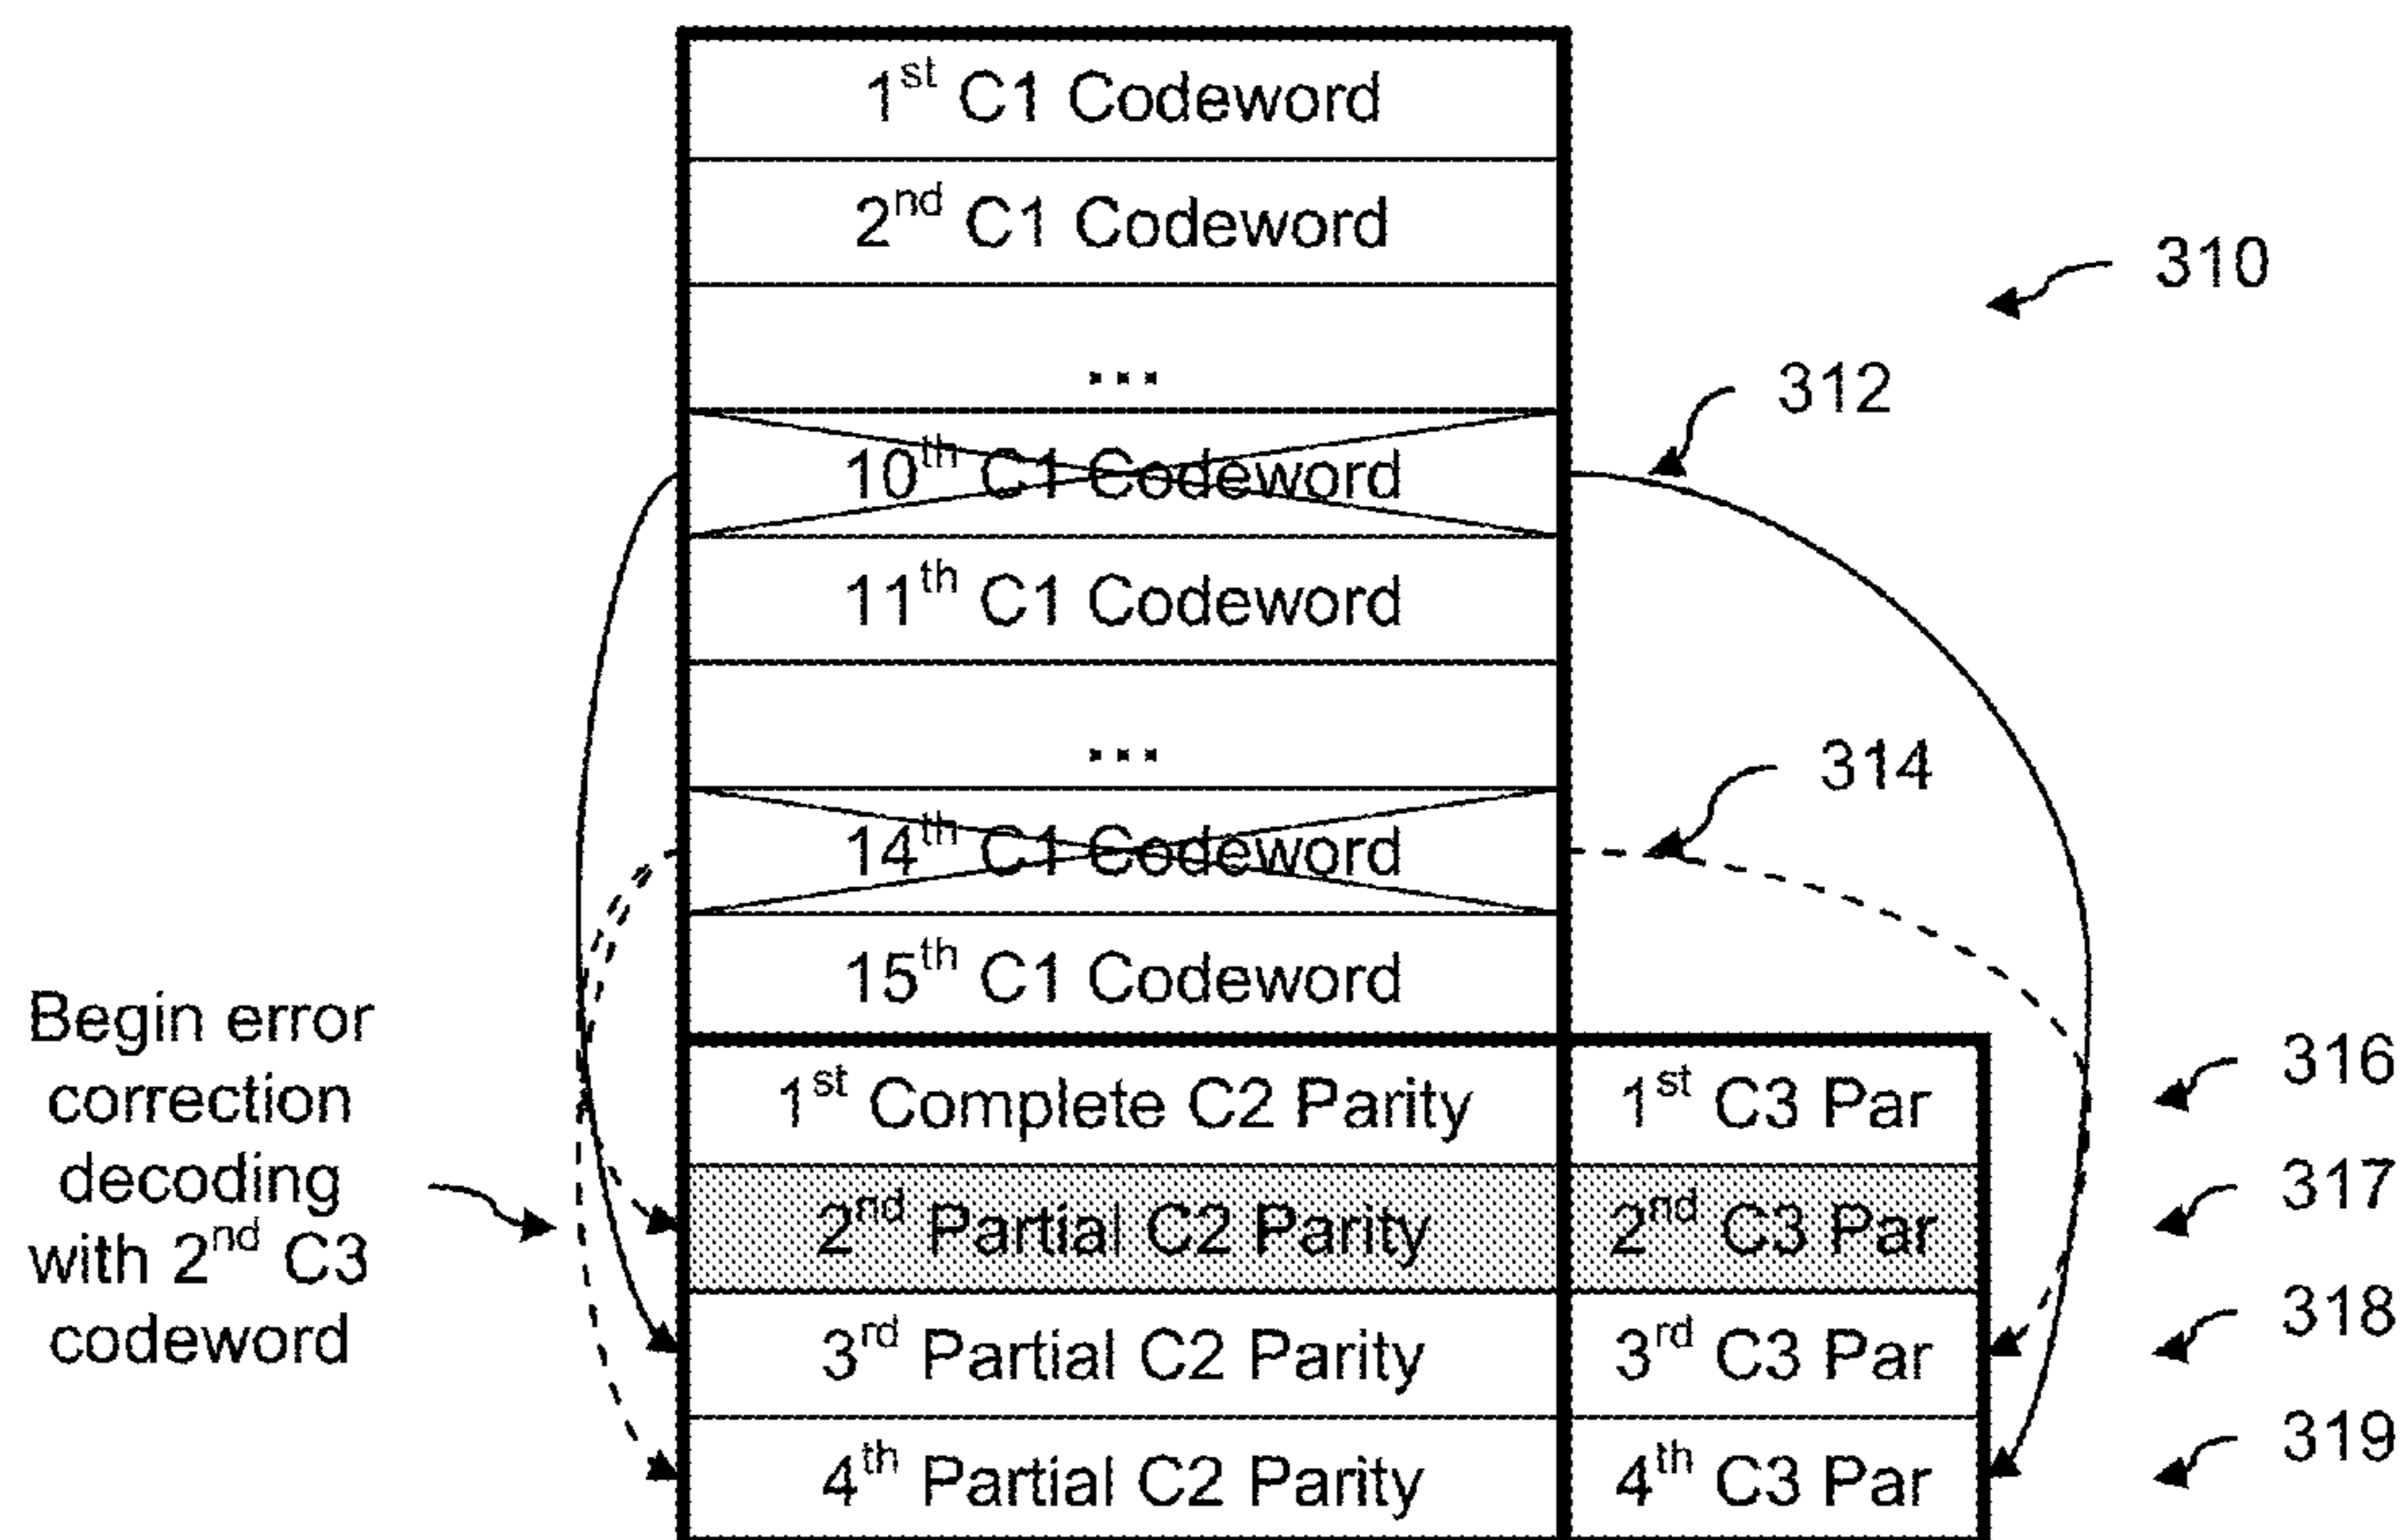 1st C1 Codeword
2nd C1 Codeword
310
...
312
10th C1 Codeword
11th C1 Codeword
...
314
14th C1 Codeword
15th C1 Codeword
Begin error
correction
decoding
with 2nd C3
codeword
1st Complete C2 Parity 1st C3 Par 316
2nd Partial C2 Parity 2nd C3 Par 317
3rd Partial C2 Parity 3rd C3 Par 318
4th Partial C2 Parity 4th C3 Par 319